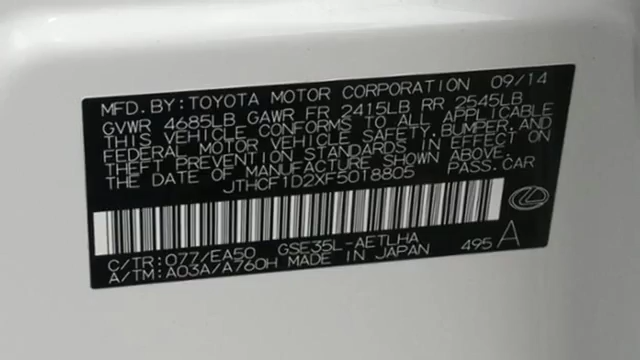 MFD. BY: TOYOTA MOTOR CORPORATION 09/14
GVWR 4685LB GAWR FR 2415LB RR 2545LB
THIS VEHICLE CONFORMS TO ALL APPLICABLE
FEDERAL MOTOR VEHICLE SAFETY, BUMPER, AND
THEFT PREVENTION STANDARDS IN EFFECT ON
THE DATE OF MANUFACTURE SHOWN ABOVE.
JTHCF1D2XF5018805 PASS. CAR
C/TR: 077/EA50 GSE35L-AETLHA 495 A
A/TM: A03A/A760H MADE IN JAPAN